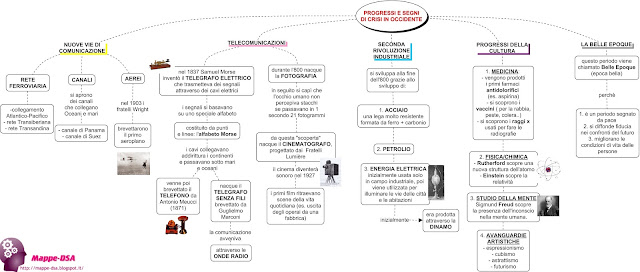 PROGRESSI E SEGNI
DI CRISI IN OCCIDENTE
NUOVE VIE DI
COMUNICAZIONE
RETE
FERROVIARIA
-collegamento
Atlantico-Pacifico
- rete Transiberiana
- rete Transandina
CANALI
si aprono
dei canali
che collegano
Oceani e mari
- canale di Panama
- canale di Suez
AEREI
nel 1903 i
fratelli Wright
brevettarono
il primo
aeroplano
TELECOMUNICAZIONI
nel 1837 Samuel Morse
inventò il TELEGRAFO ELETTRICO
che trasmetteva dei segnali
attraverso dei cavi elettrici
i segnali si basavano
su uno speciale alfabeto
costituito da punti
e linee: l'alfabeto Morse
i cavi collegavano
addirittura i continenti
e passavano sotto mari
e oceani
venne poi
brevettato il
TELEFONO da
Antonio Meucci
(1871)
nacque il
TELEGRAFO
SENZA FILI
brevettato da
Guglielmo
Marconi
la comunicazione
avveniva
attraverso le
ONDE RADIO
durante l'800 nacque
la FOTOGRAFIA
in seguito si capì che
l'occhio umano non
percepiva stacchi
se passavano in 1
secondo 21 fotogrammi
da questa "scoperta"
nacque il CINEMATOGRAFO,
progettato dai Fratelli
Lumière
il cinema diventerà
sonoro nel 1927
i primi film ritraevano
scene della vita
quotidiana (es. uscita
degli operai da una
fabbrica)
SECONDA
RIVOLUZIONE
INDUSTRIALE
si sviluppa alla fine
dell'800 grazie allo
sviluppo di:
1. ACCIAIO
una lega molto resistente
formata da ferro + carbonio
2. PETROLIO
3. ENERGIA ELETTRICA
inizialmente usata solo
in campo industriale, poi
viene utilizzata per
illuminare le vie delle città
e le abitazioni
inizialmente
era prodotta
attraverso la
DINAMO
PROGRESSI DELLA
CULTURA
1. MEDICINA
- vengono prodotti
i primi farmaci
antidolorifici
(es. aspirina)
- si scoprono i
vaccini ( per la rabbia,
peste, colera..)
- si scoprono i raggi x
usati per fare le
radiografie
2. FISICA/CHIMICA
- Rutherford scopre una
nuova struttura dell'atomo
- Einstein scopre la
relatività
3. STUDIO DELLA MENTE
Sigmund Freud scopre
la presenza dell'inconscio
nella mente umana.
4. AVANGUARDIE
ARTISTICHE
- espressionismo
- cubismo
- astrattismo
- futurismo
LA BELLE EPOQUE
questo periodo viene
chiamato Belle Epoque
(epoca bella)
perchè
1. è un periodo segnato
da pace
2. si diffonde fiducia
nei confronti del futuro
3. migliorano le
condizioni di vita delle
persone
Mappe-DSA
http://mappe-dsa.blogspot.it/